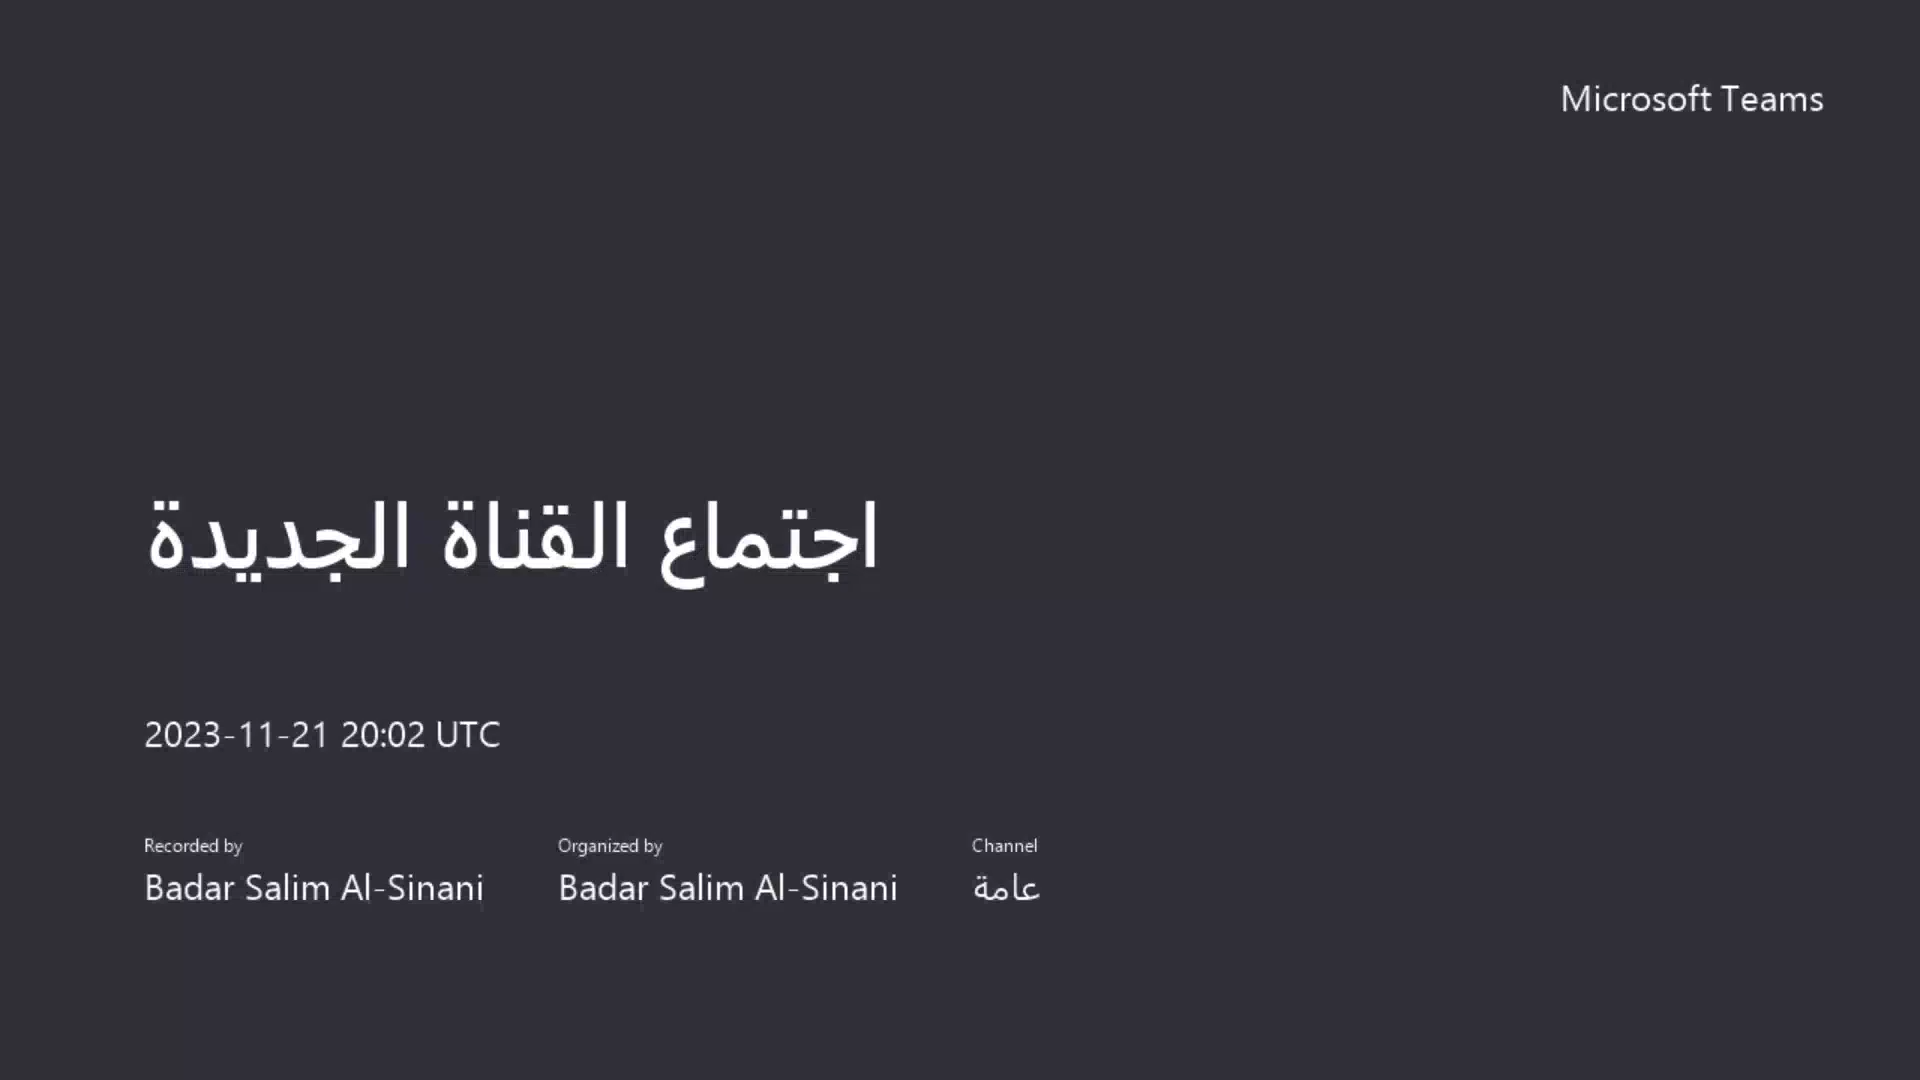 Microsoft Teams
اجتماع القناة الجديدة
2023-11-21 20:02 UTC
Recorded by
Badar Salim Al-Sinani
Organized by
Badar Salim Al-Sinani
Channel
عامة